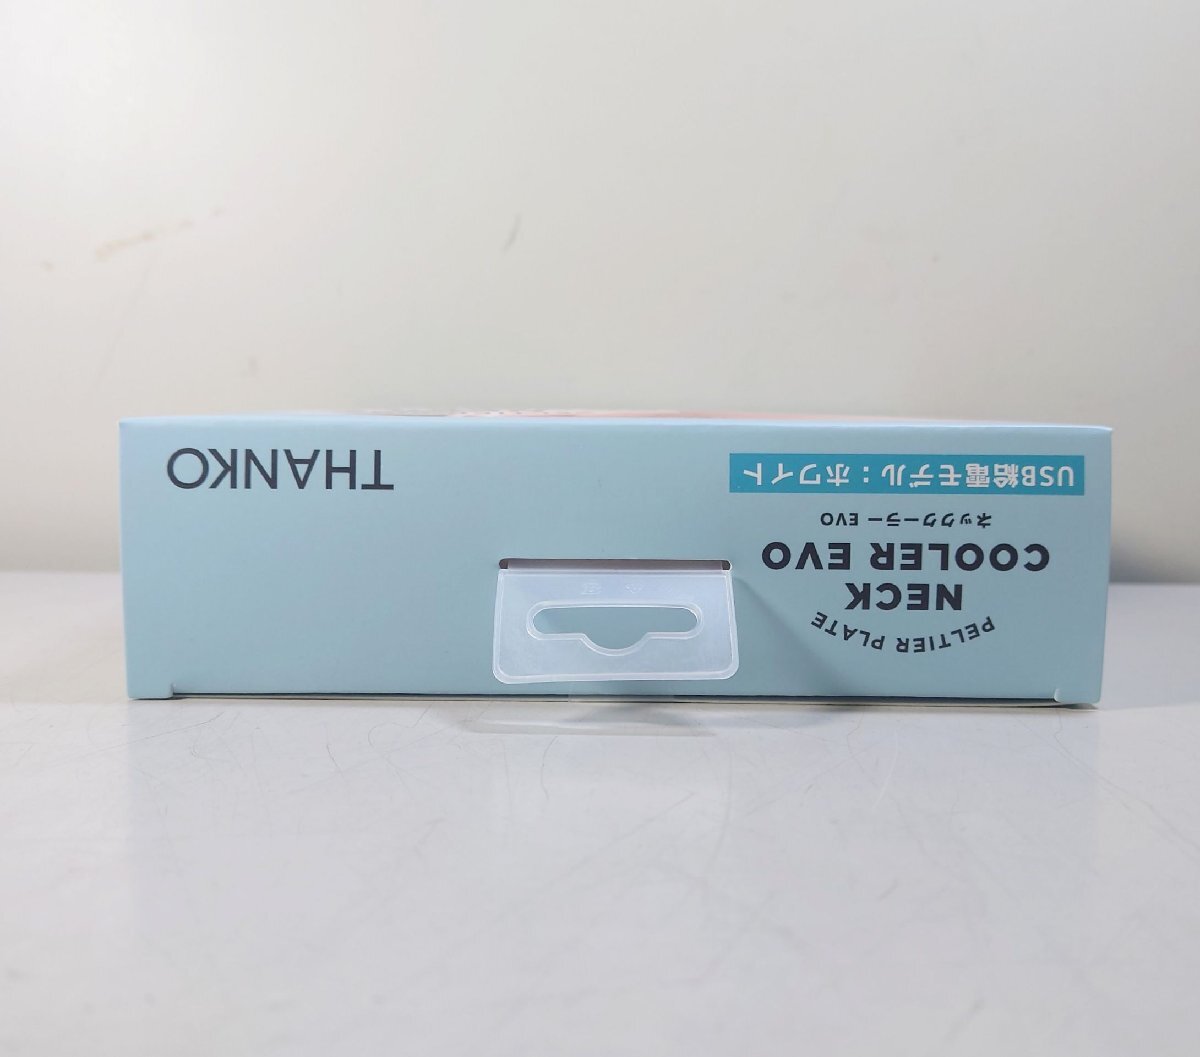 PELTIER PLATE
NECK
COOLER EVO
ネッククーラー EVO
USB給電モデル：ホワイト
THANKO